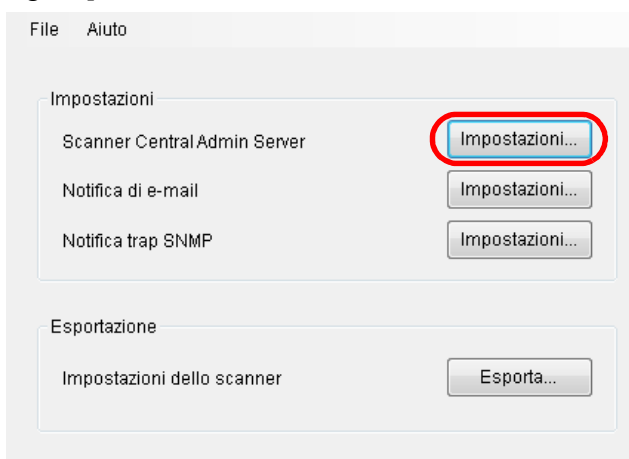 File Aiuto
Impostazioni
Scanner Central Admin Server Impostazioni...
Notifica di e-mail Impostazioni...
Notifica trap SNMP Impostazioni...
Esportazione
Impostazioni dello scanner Esporta...